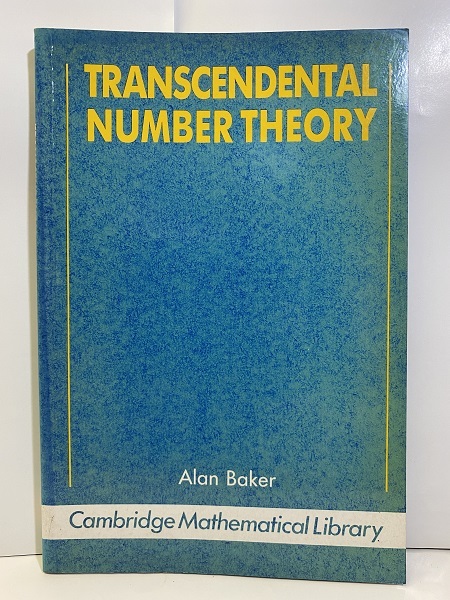 TRANSCENDENTAL
NUMBER THEORY
Alan Baker
Cambridge Mathematical Library